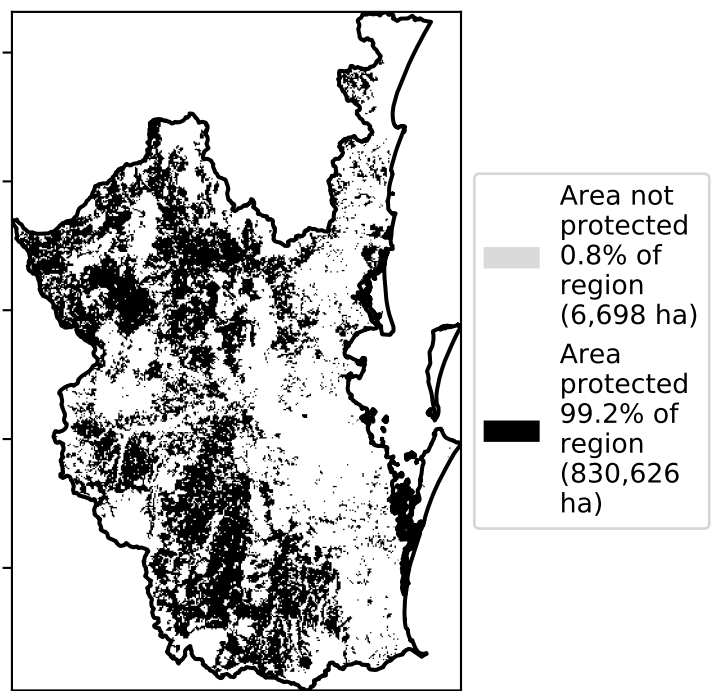 Area not
protected
0.8% of
region
(6,698 ha)
Area
protected
99.2% of
region
(830,626
ha)